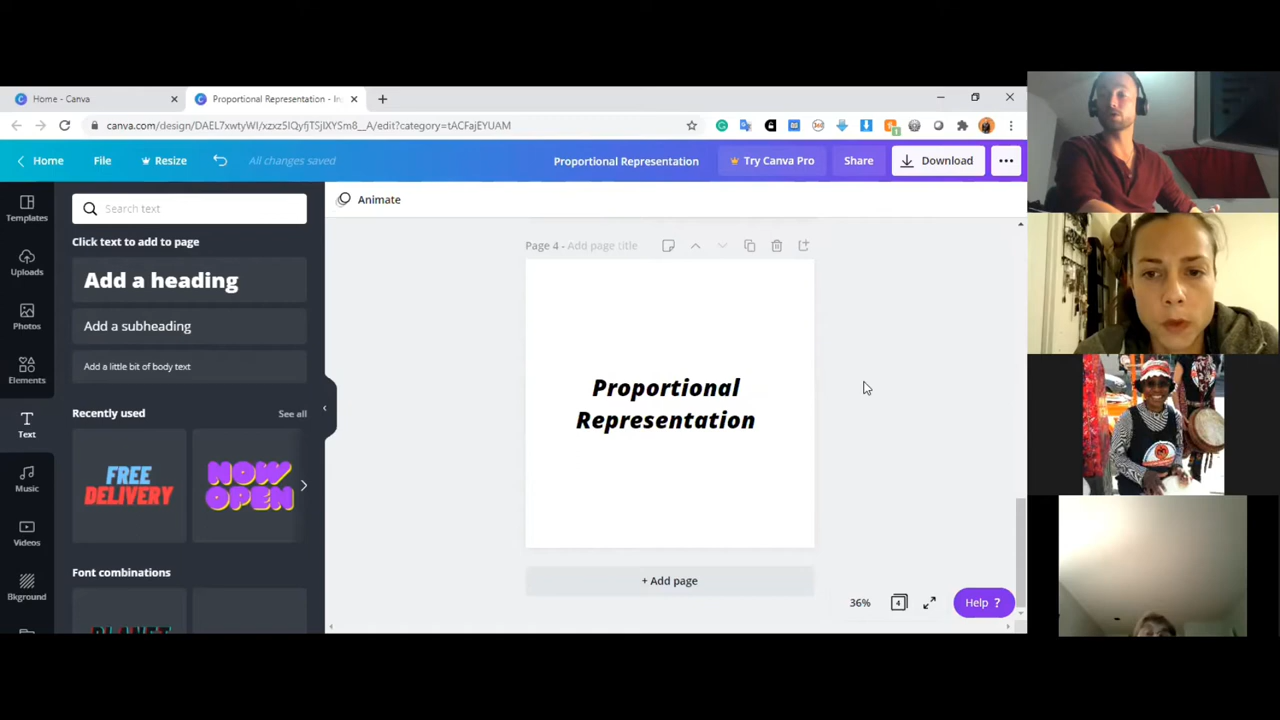 Home - Canva
Proportional Representation - In
canva.com/design/DAEL7xwtyWI/xzxz5IQyfjTSjIXYSm8__A/edit?category=tACFajEYUAM
Home
File
Resize
All changes saved
Proportional Representation
Try Canva Pro
Share
Download
Templates
Uploads
Photos
Elements
Text
Music
Videos
Bkground
Search text
Click text to add to page
Add a heading
Add a subheading
Add a little bit of body text
Recently used
See all
FREE
DELIVERY
NOW
OPEN
Font combinations
Animate
Page 4 - Add page title
Proportional
Representation
+ Add page
36%
4
Help ?